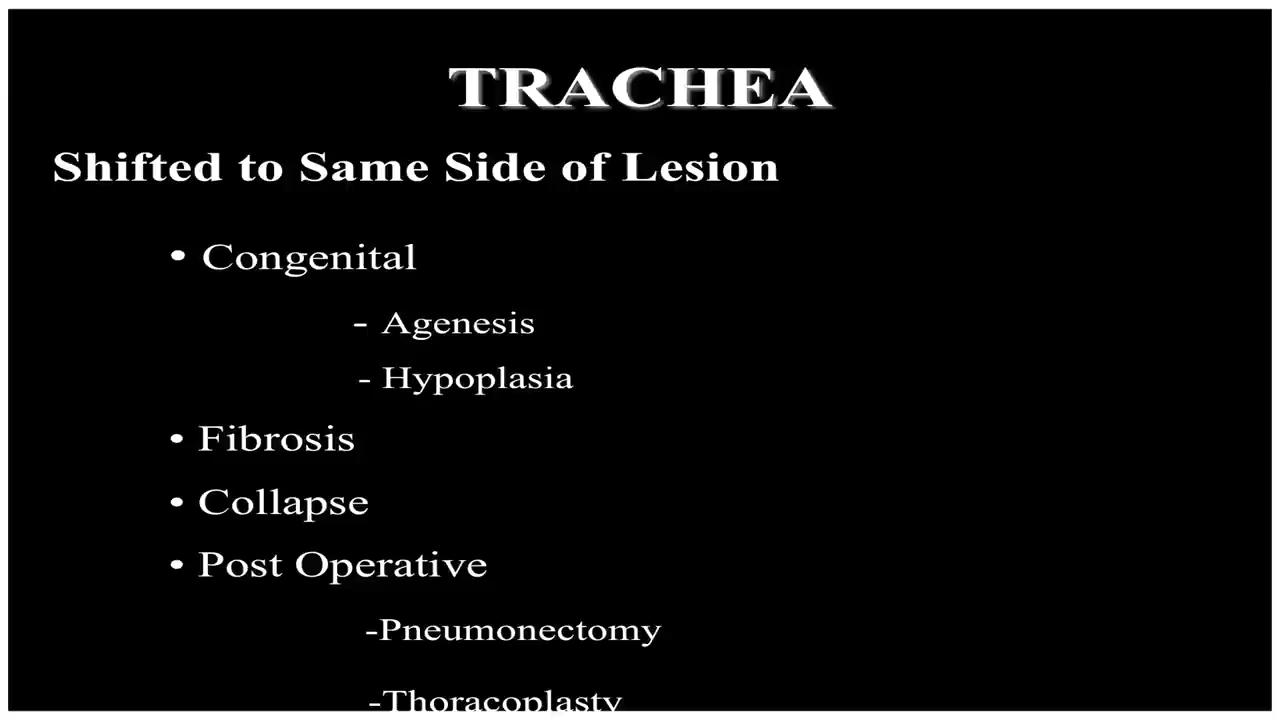 TRACHEA
Shifted to Same Side of Lesion
• Congenital
- Agenesis
- Hypoplasia
• Fibrosis
• Collapse
• Post Operative
-Pneumonectomy
-Thoracoplasty